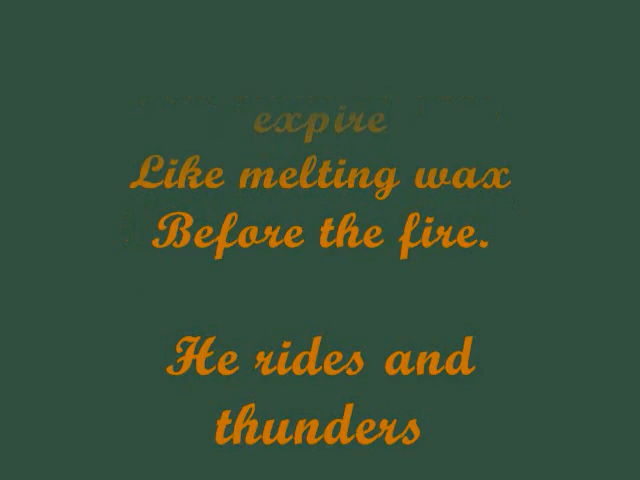 expire
Like melting wax
Before the fire.
He rides and
thunders